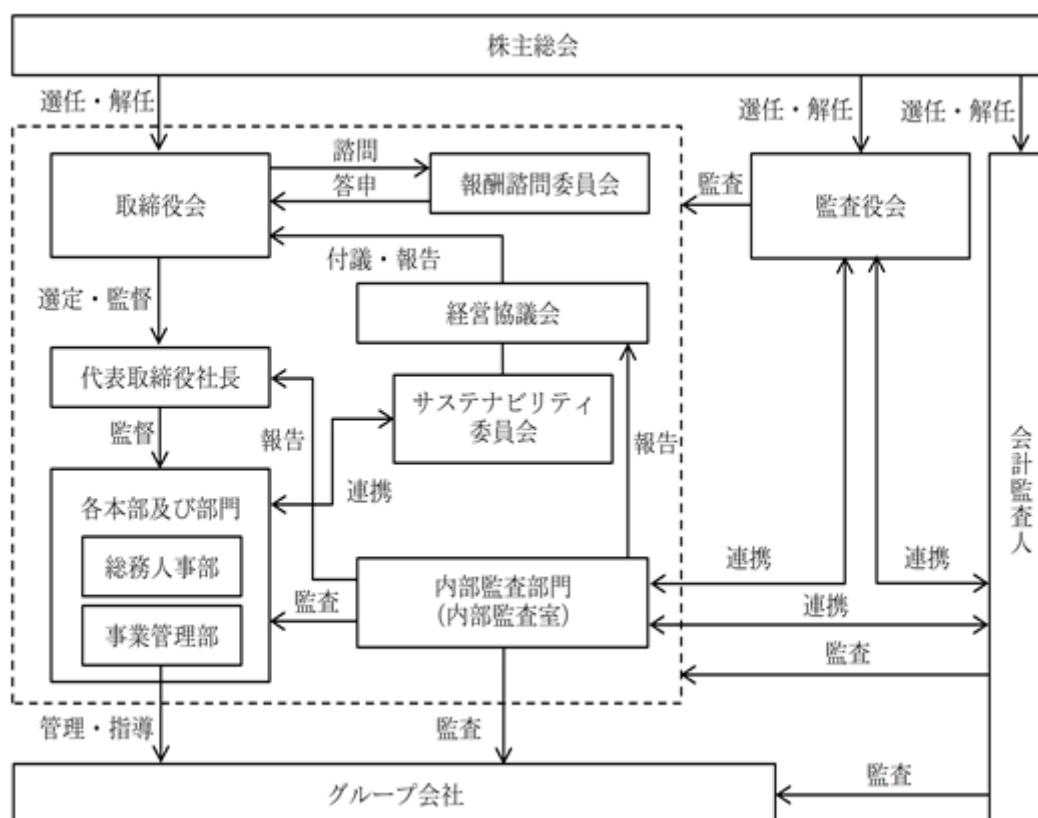 株主総会
選任・解任
選任・解任
選任・解任
取締役会
諮問
答申
報酬諮問委員会
監査
監査役会
付議・報告
選定・監督
経営協議会
代表取締役社長
サステナビリティ
委員会
監督
報告
報告
連携
会計監査人
各本部及び部門
総務人事部
事業管理部
監査
内部監査部門
(内部監査室)
連携
連携
連携
監査
管理・指導
監査
監査
グループ会社